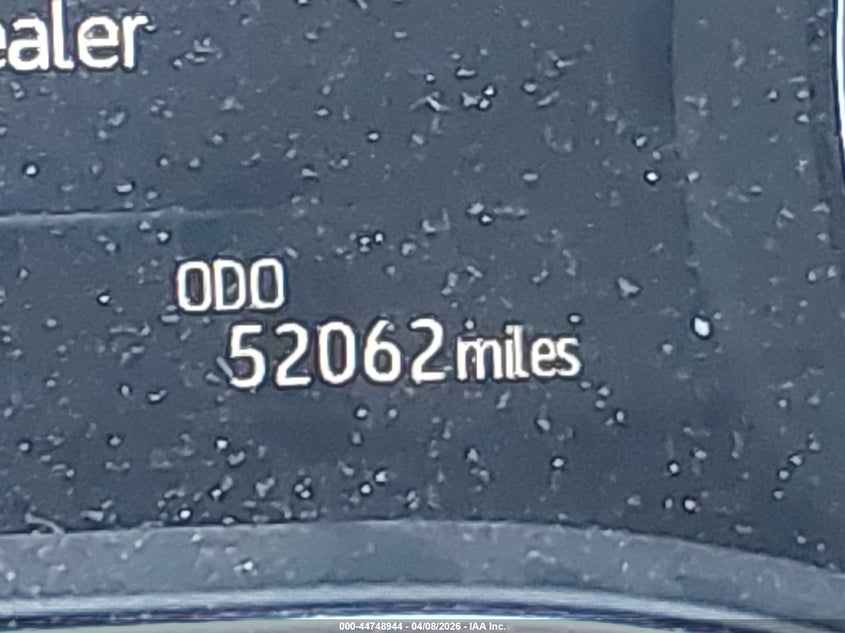 ealer
ODO
52062 miles
000-44748944 - 04/08/2026 - IAA Inc.